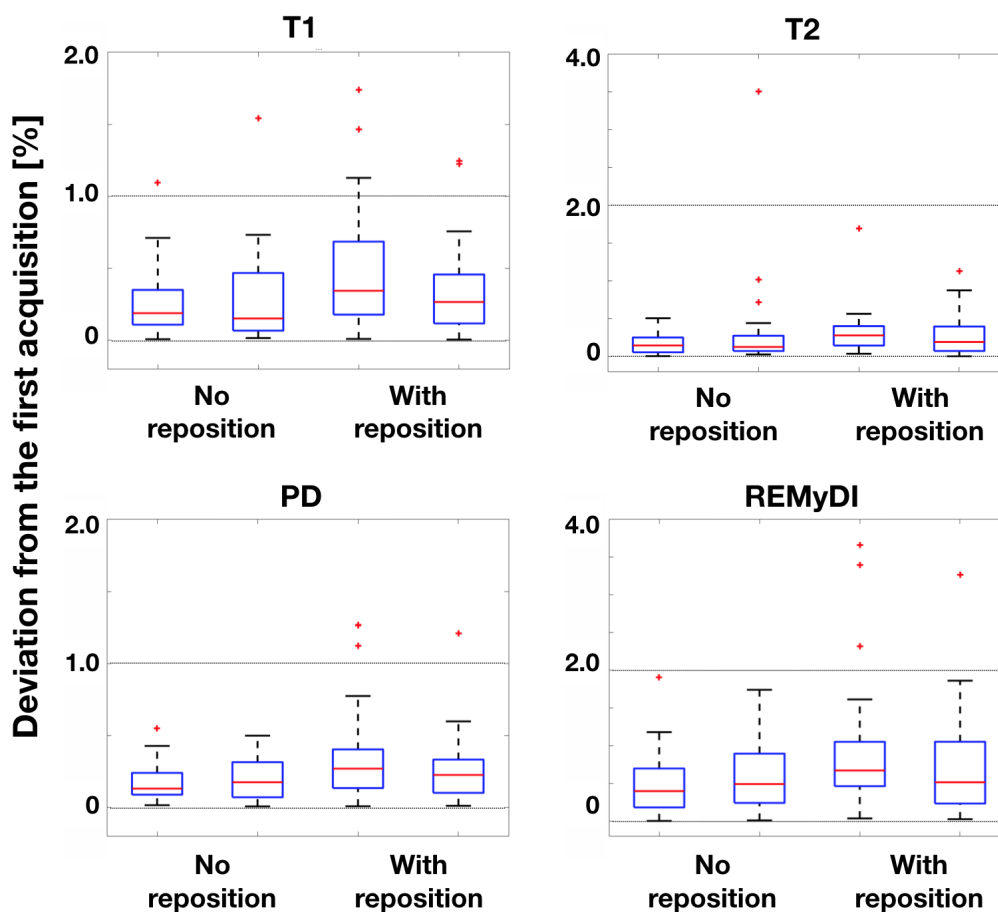 Deviation from the first acquisition [%]
T1
2.0
1.0
0
No
reposition
With
reposition
T2
4.0
2.0
0
No
reposition
With
reposition
PD
2.0
1.0
0
No
reposition
With
reposition
REMyDI
4.0
2.0
0
No
reposition
With
reposition